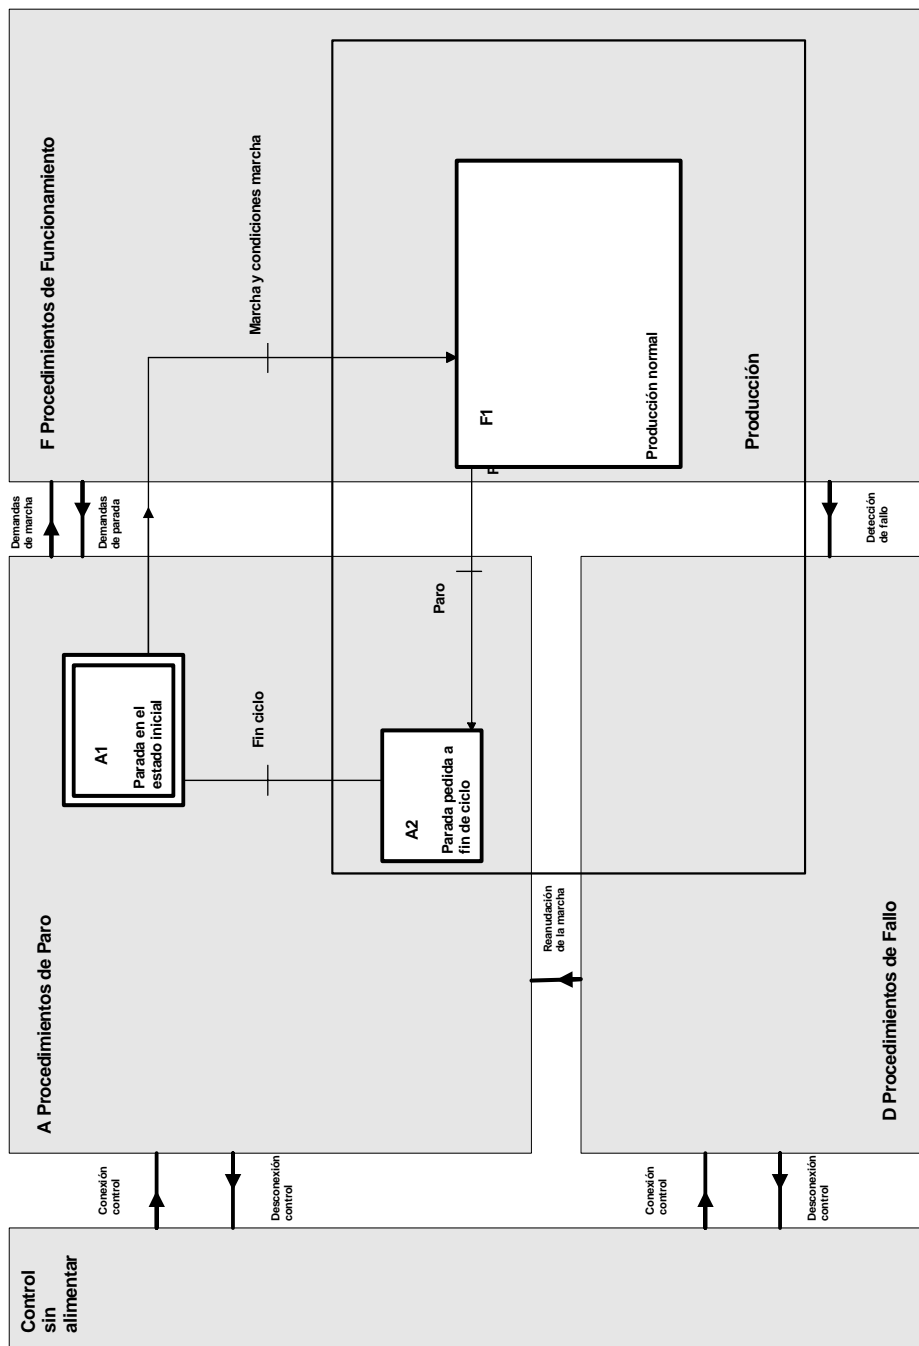 Control
sin
alimentar
Conexión
control
Desconexión
control
Conexión
control
Desconexión
control
A Procedimientos de Paro
A1
Parada en el
estado inicial
Fin ciclo
A2
Parada pedida a
fin de ciclo
Paro
Reanudación
de la marcha
D Procedimientos de Fallo
Demandas
de marcha
Demandas
de parada
Detección
de fallo
F Procedimientos de Funcionamiento
Marcha y condiciones marcha
F1
Producción normal
Producción